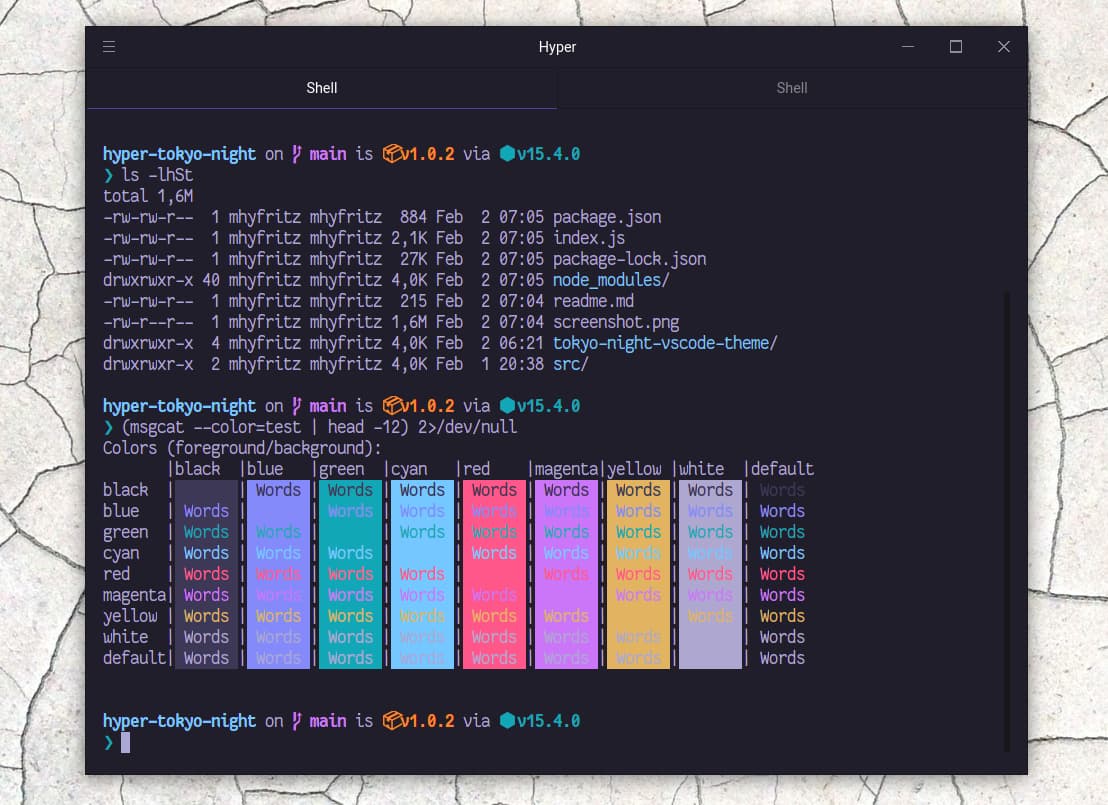 Hyper
Shell Shell
hyper-tokyo-night on main is v1.0.2 via v15.4.0
❯ ls -lhSt
total 1,6M
-rw-rw-r--  1 mhyfritz mhyfritz  884 Feb  2 07:05 package.json
-rw-rw-r--  1 mhyfritz mhyfritz 2,1K Feb  2 07:05 index.js
-rw-rw-r--  1 mhyfritz mhyfritz  27K Feb  2 07:05 package-lock.json
drwxrwxr-x 40 mhyfritz mhyfritz 4,0K Feb  2 07:05 node_modules/
-rw-rw-r--  1 mhyfritz mhyfritz  215 Feb  2 07:04 readme.md
-rw-r--r--  1 mhyfritz mhyfritz 1,6M Feb  2 07:04 screenshot.png
drwxrwxr-x  4 mhyfritz mhyfritz 4,0K Feb  2 06:21 tokyo-night-vscode-theme/
drwxrwxr-x  2 mhyfritz mhyfritz 4,0K Feb  1 20:38 src/
hyper-tokyo-night on main is v1.0.2 via v15.4.0
❯ (msgcat --color=test | head -12) 2>/dev/null
Colors (foreground/background):
       |black  |blue   |green  |cyan   |red    |magenta|yellow |white  |default
black  |       | Words | Words | Words | Words | Words | Words | Words | Words
blue   | Words |       | Words | Words | Words | Words | Words | Words | Words
green  | Words | Words |       | Words | Words | Words | Words | Words | Words
cyan   | Words | Words | Words |       | Words | Words | Words | Words | Words
red    | Words | Words | Words | Words |       | Words | Words | Words | Words
magenta| Words | Words | Words | Words | Words |       | Words | Words | Words
yellow | Words | Words | Words | Words | Words | Words |       | Words | Words
white  | Words | Words | Words | Words | Words | Words | Words |       | Words
default| Words | Words | Words | Words | Words | Words | Words |       | Words
hyper-tokyo-night on main is v1.0.2 via v15.4.0
❯